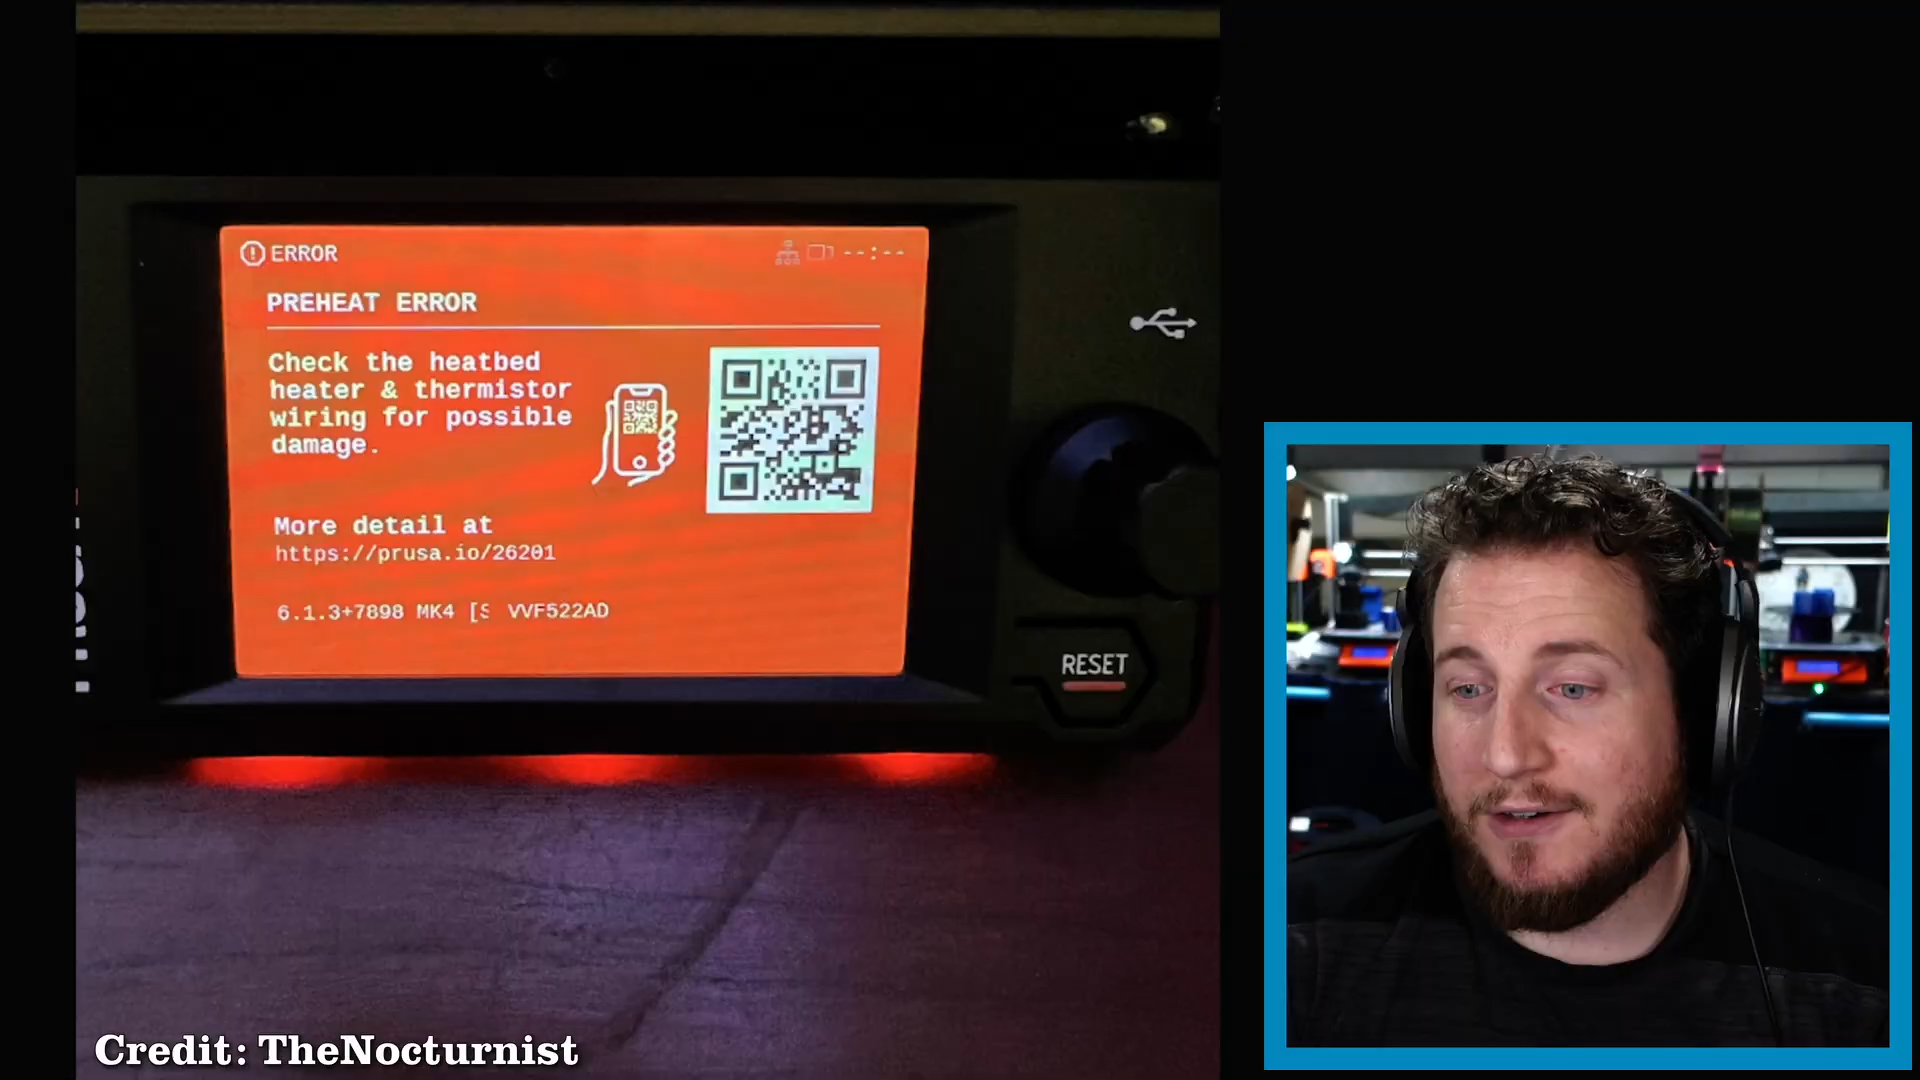 ERROR
--:--
PREHEAT ERROR
Check the heatbed
heater & thermistor
wiring for possible
damage.
More detail at
https://prusa.io/26201
6.1.3+7898 MK4 [S VVF522AD
RESET
Credit: TheNocturnist